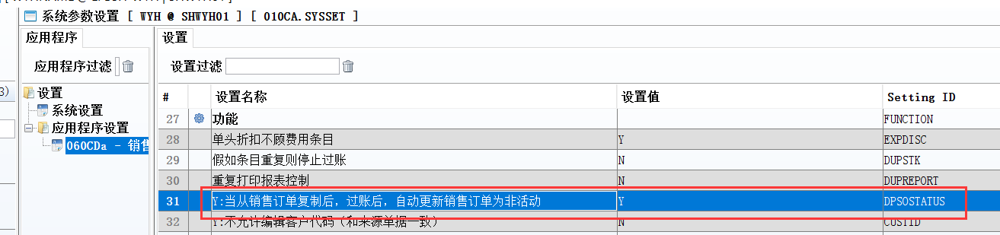 系统参数设置 [ WYH @ SHWYH01 ] [ 010CA.SYSSET ]
应用程序
设置
应用程序过滤
设置过滤
3)
设置
系统设置
应用程序设置
060CDa - 销售
# 设置名称 设置值 Setting ID
27 功能 FUNCTION
28 单头折扣不顾费用条目 Y EXPDISC
29 假如条目重复则停止过账 N DUPSTK
30 重复打印报表控制 N DUPREPORT
31 Y:当从销售订单复制后，过账后，自动更新销售订单为非活动 Y DPSOSTATUS
32 Y:不允许编辑客户代码（和来源单据一致） N CUSTID